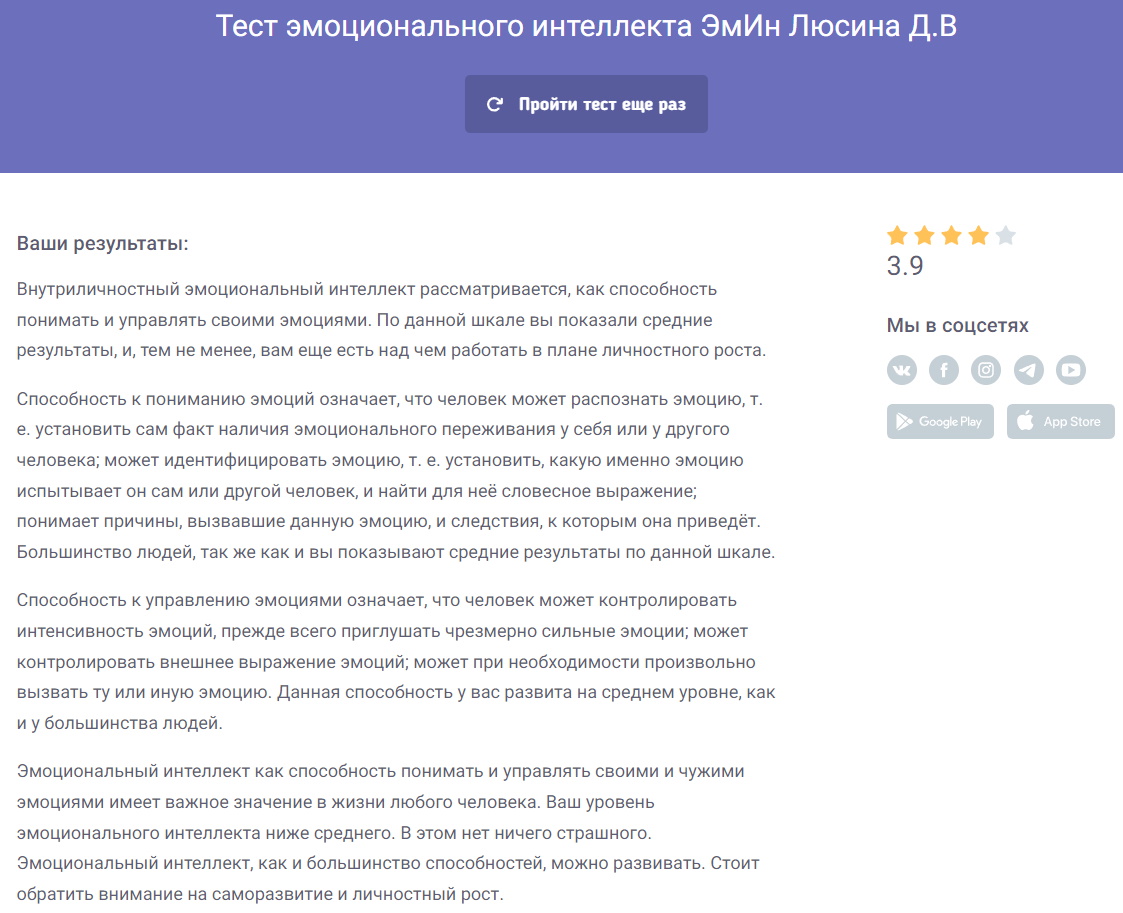 Тест эмоционального интеллекта ЭмИн Люсина Д.В
Пройти тест еще раз
Ваши результаты:
Внутриличностный эмоциональный интеллект рассматривается, как способность
понимать и управлять своими эмоциями. По данной шкале вы показали средние
результаты, и, тем не менее, вам еще есть над чем работать в плане личностного роста.
Способность к пониманию эмоций означает, что человек может распознать эмоцию, т.
е. установить сам факт наличия эмоционального переживания у себя или у другого
человека; может идентифицировать эмоцию, т. е. установить, какую именно эмоцию
испытывает он сам или другой человек, и найти для неё словесное выражение;
понимает причины, вызвавшие данную эмоцию, и следствия, к которым она приведёт.
Большинство людей, так же как и вы показывают средние результаты по данной шкале.
Способность к управлению эмоциями означает, что человек может контролировать
интенсивность эмоций, прежде всего приглушать чрезмерно сильные эмоции; может
контролировать внешнее выражение эмоций; может при необходимости произвольно
вызвать ту или иную эмоцию. Данная способность у вас развита на среднем уровне, как
и у большинства людей.
Эмоциональный интеллект как способность понимать и управлять своими и чужими
эмоциями имеет важное значение в жизни любого человека. Ваш уровень
эмоционального интеллекта ниже среднего. В этом нет ничего страшного.
Эмоциональный интеллект, как и большинство способностей, можно развивать. Стоит
обратить внимание на саморазвитие и личностный рост.
3.9
Мы в соцсетях
Google Play
App Store